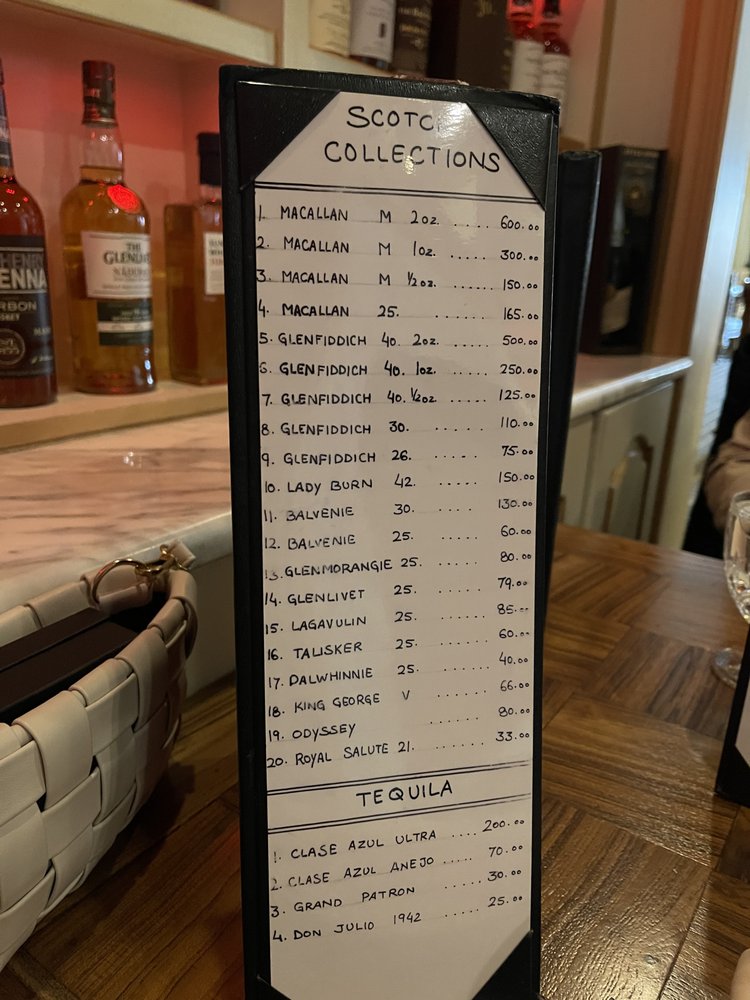 SCOTCH
COLLECTIONS
1. MACALLAN M 2oz. ..... 600.00
2. MACALLAN M 1oz. ..... 300.00
3. MACALLAN M ½oz. ..... 150.00
4. MACALLAN 25. ..... 165.00
5. GLENFIDDICH 40. 2oz. ..... 500.00
6. GLENFIDDICH 40. 1oz. ..... 250.00
7. GLENFIDDICH 40. ½oz ..... 125.00
8. GLENFIDDICH 30. ..... 110.00
9. GLENFIDDICH 26. ..... 75.00
10. LADY BURN 42. ..... 150.00
11. BALVENIE 30. ..... 130.00
12. BALVENIE 25. ..... 60.00
13. GLENMORANGIE 25. ..... 80.00
14. GLENLIVET 25. ...... 79.00
15. LAGAVULIN 25. ...... 85.00
16. TALISKER 25. ...... 60.00
17. DALWHINNIE 25. ...... 40.00
18. KING GEORGE V ...... 66.00
19. ODYSSEY ...... 80.00
20. ROYAL SALUTE 21. ...... 33.00
TEQUILA
1. CLASE AZUL ULTRA .... 200.00
2. CLASE AZUL ANEJO ..... 70.00
3. GRAND PATRON ...... 30.00
4. DON JULIO 1942 ..... 25.00
HENRY
ENNA
RBON
THE
GLENLIV